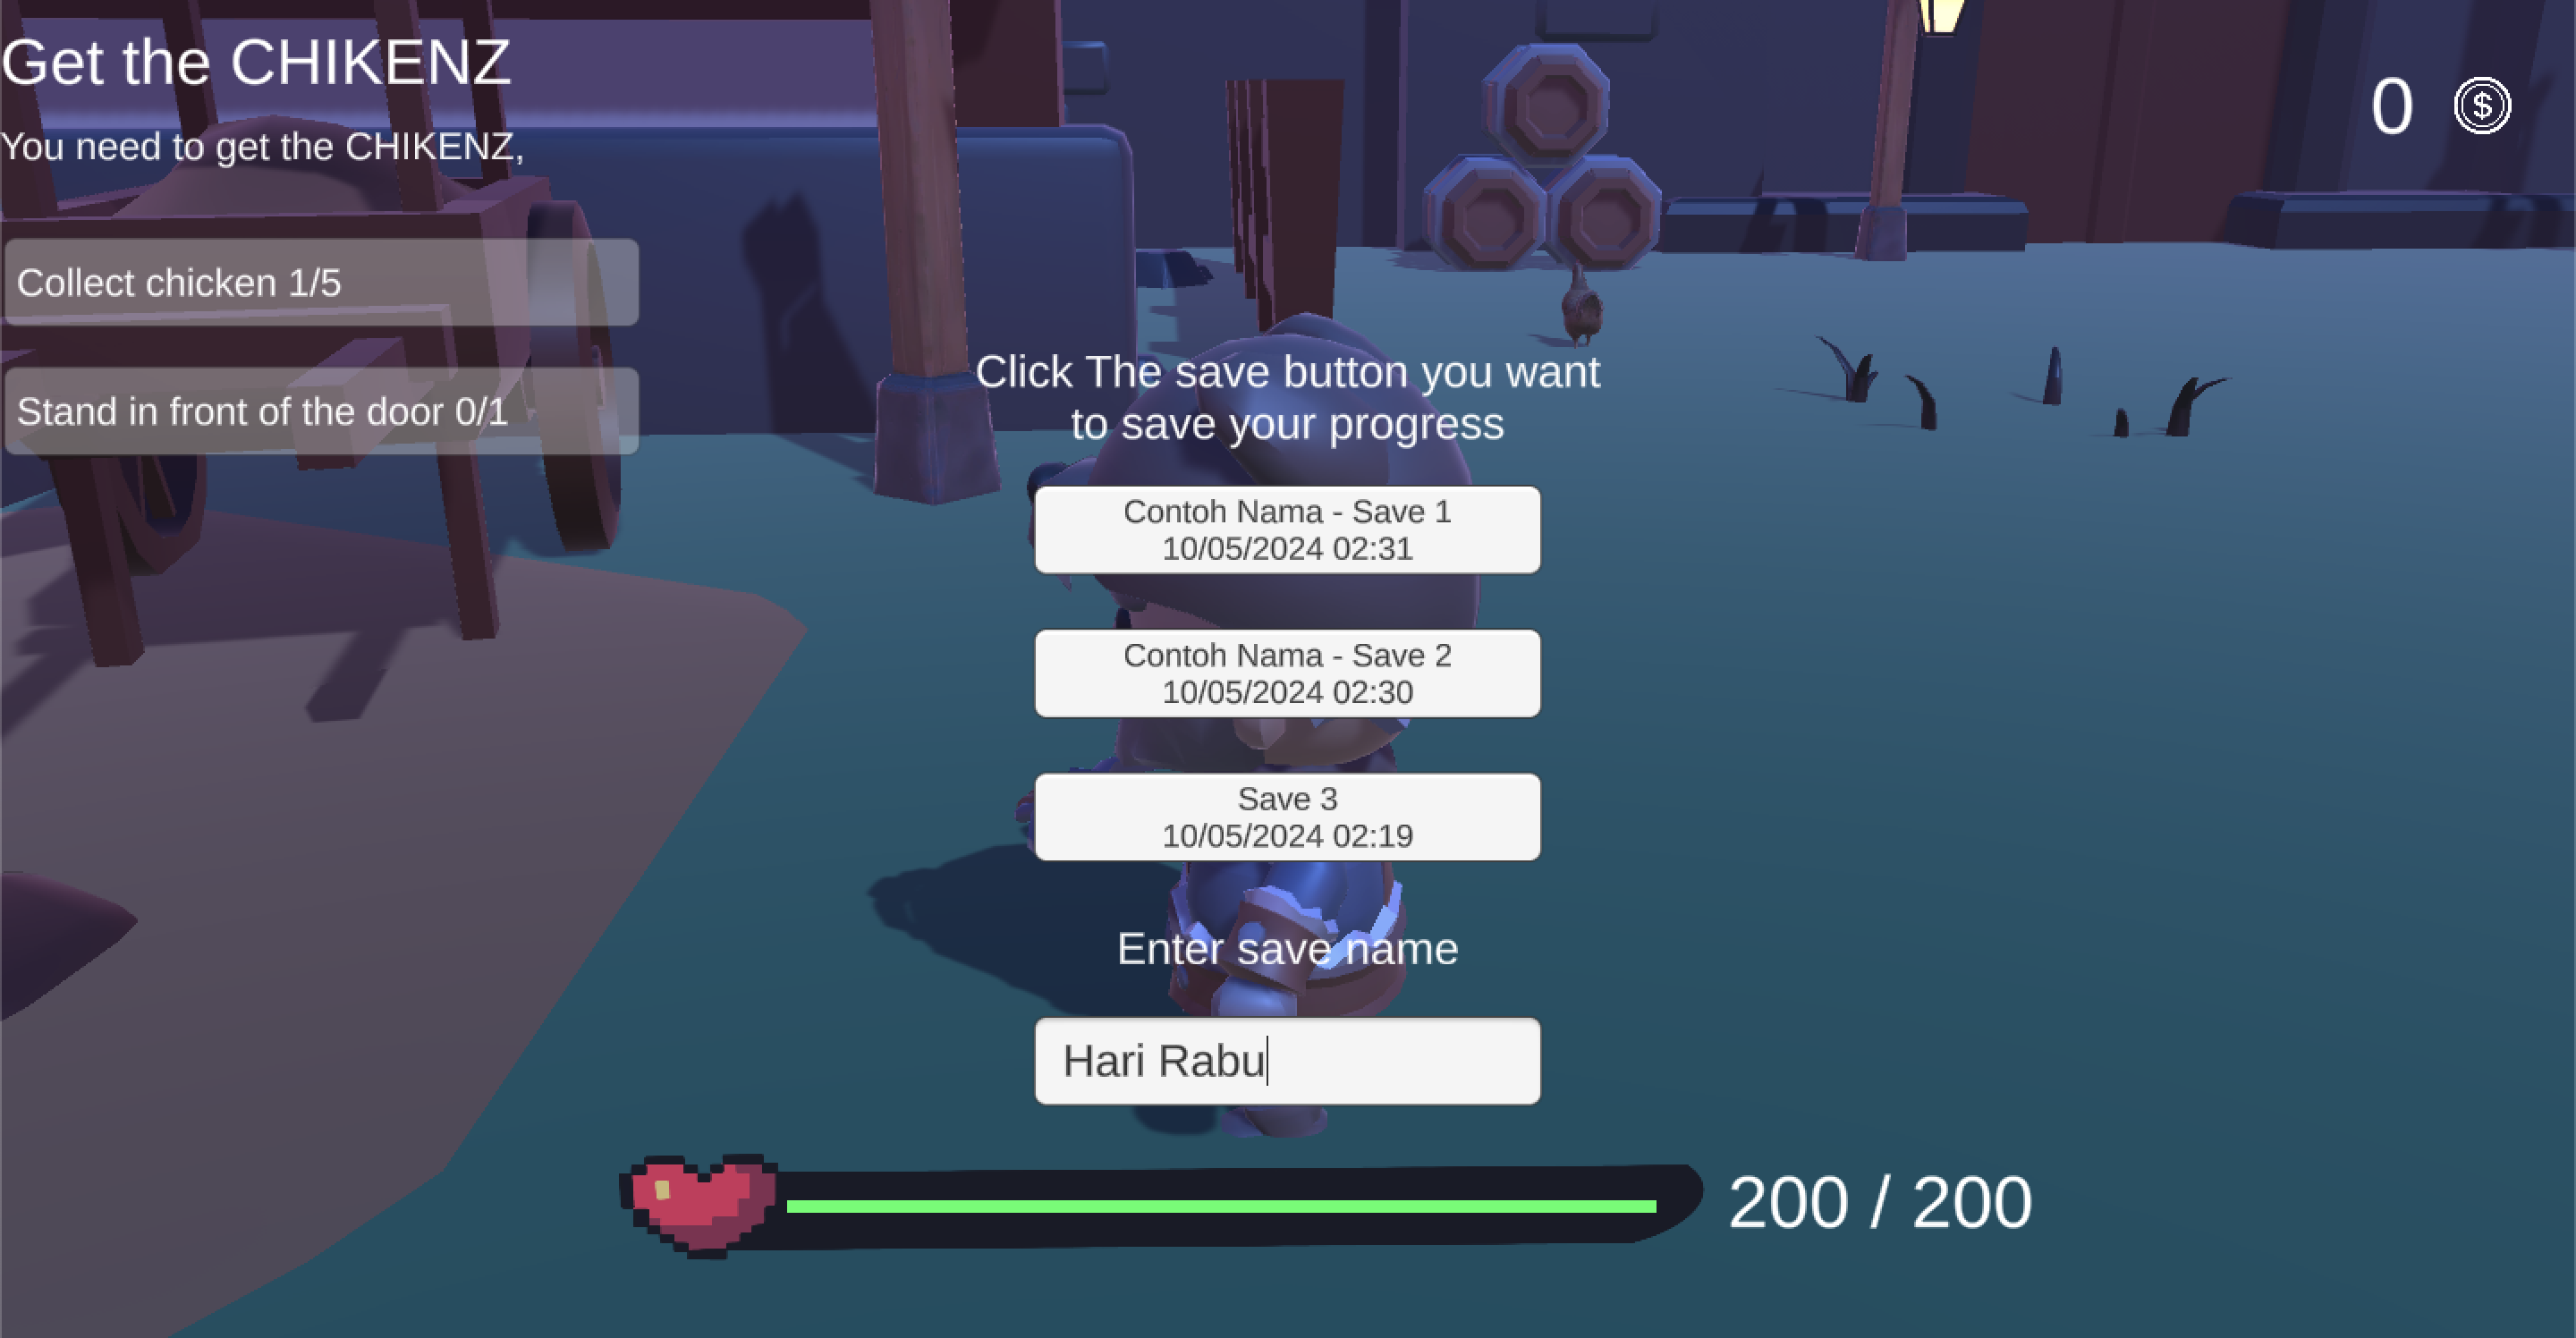 Get the CHIKENZ
0 $
You need to get the CHIKENZ,
Collect chicken 1/5
Stand in front of the door 0/1
Click The save button you want
to save your progress
Contoh Nama - Save 1
10/05/2024 02:31
Contoh Nama - Save 2
10/05/2024 02:30
Save 3
10/05/2024 02:19
Enter save name
Hari Rabu
200 / 200